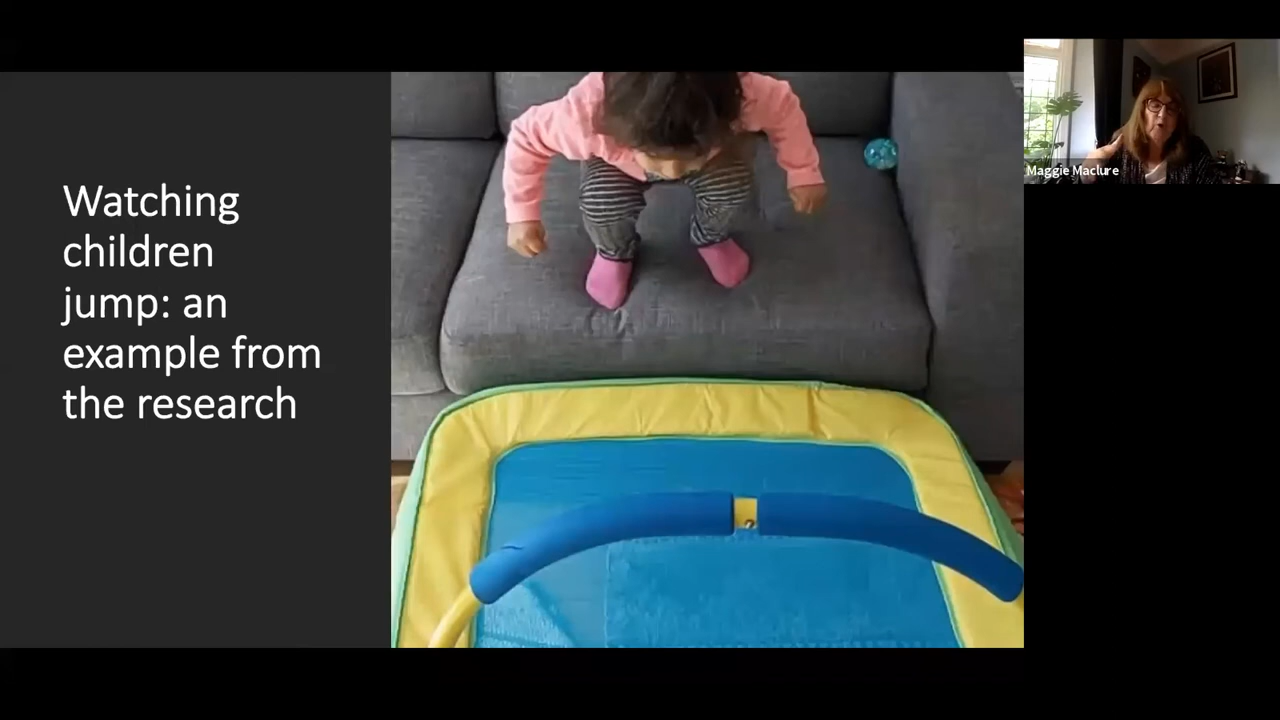 Watching
children
jump: an
example from
the research
Maggie Maclure